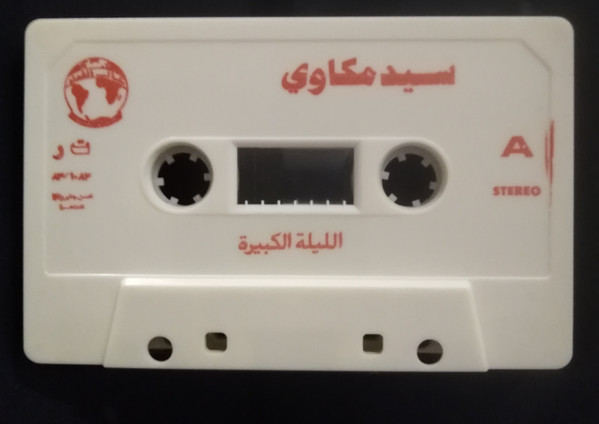 سيد مكاوي
ت ر
A
STEREO
الليلة الكبيرة